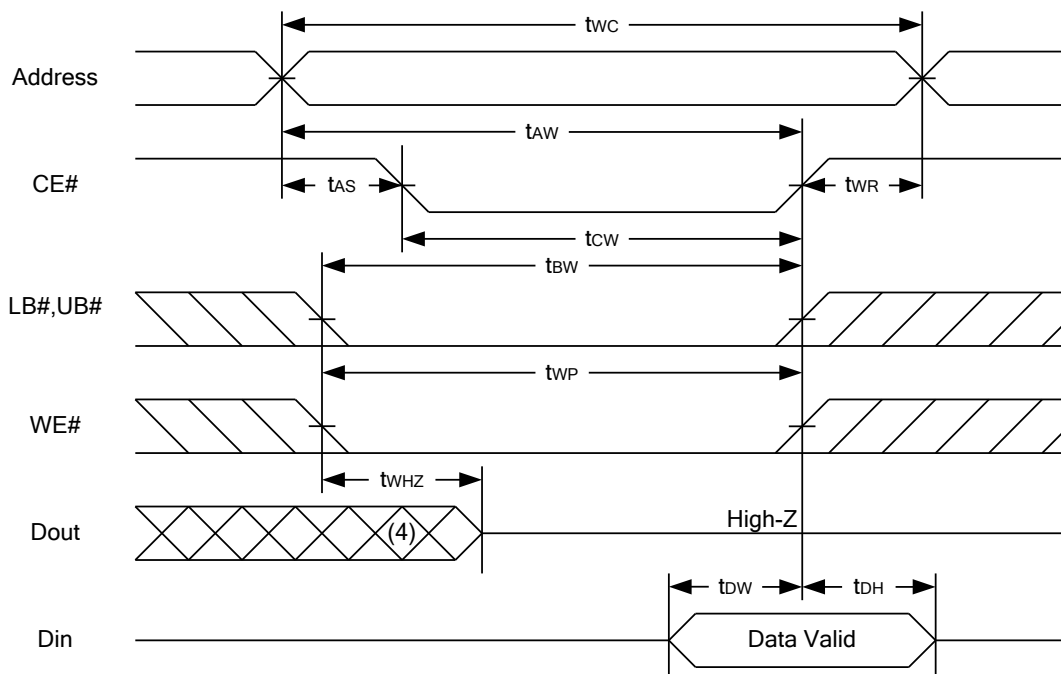 tWC
Address
tAW
CE#
tAS
tWR
tCW
tBW
LB#,UB#
tWP
WE#
tWHZ
Dout
(4)
High-Z
tDW
tDH
Din
Data Valid